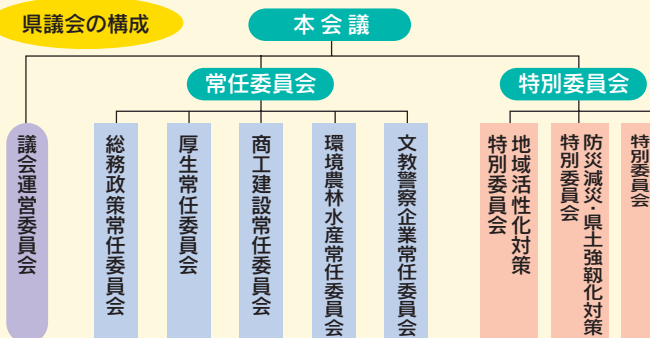 県議会の構成
本会議
常任委員会
特別委員会
議会運営委員会
総務政策常任委員会
厚生常任委員会
商工建設常任委員会
環境農林水産常任委員会
文教警察企業常任委員会
地域活性化対策
特別委員会
防災減災・県土強靱化対策
特別委員会
特別委員会